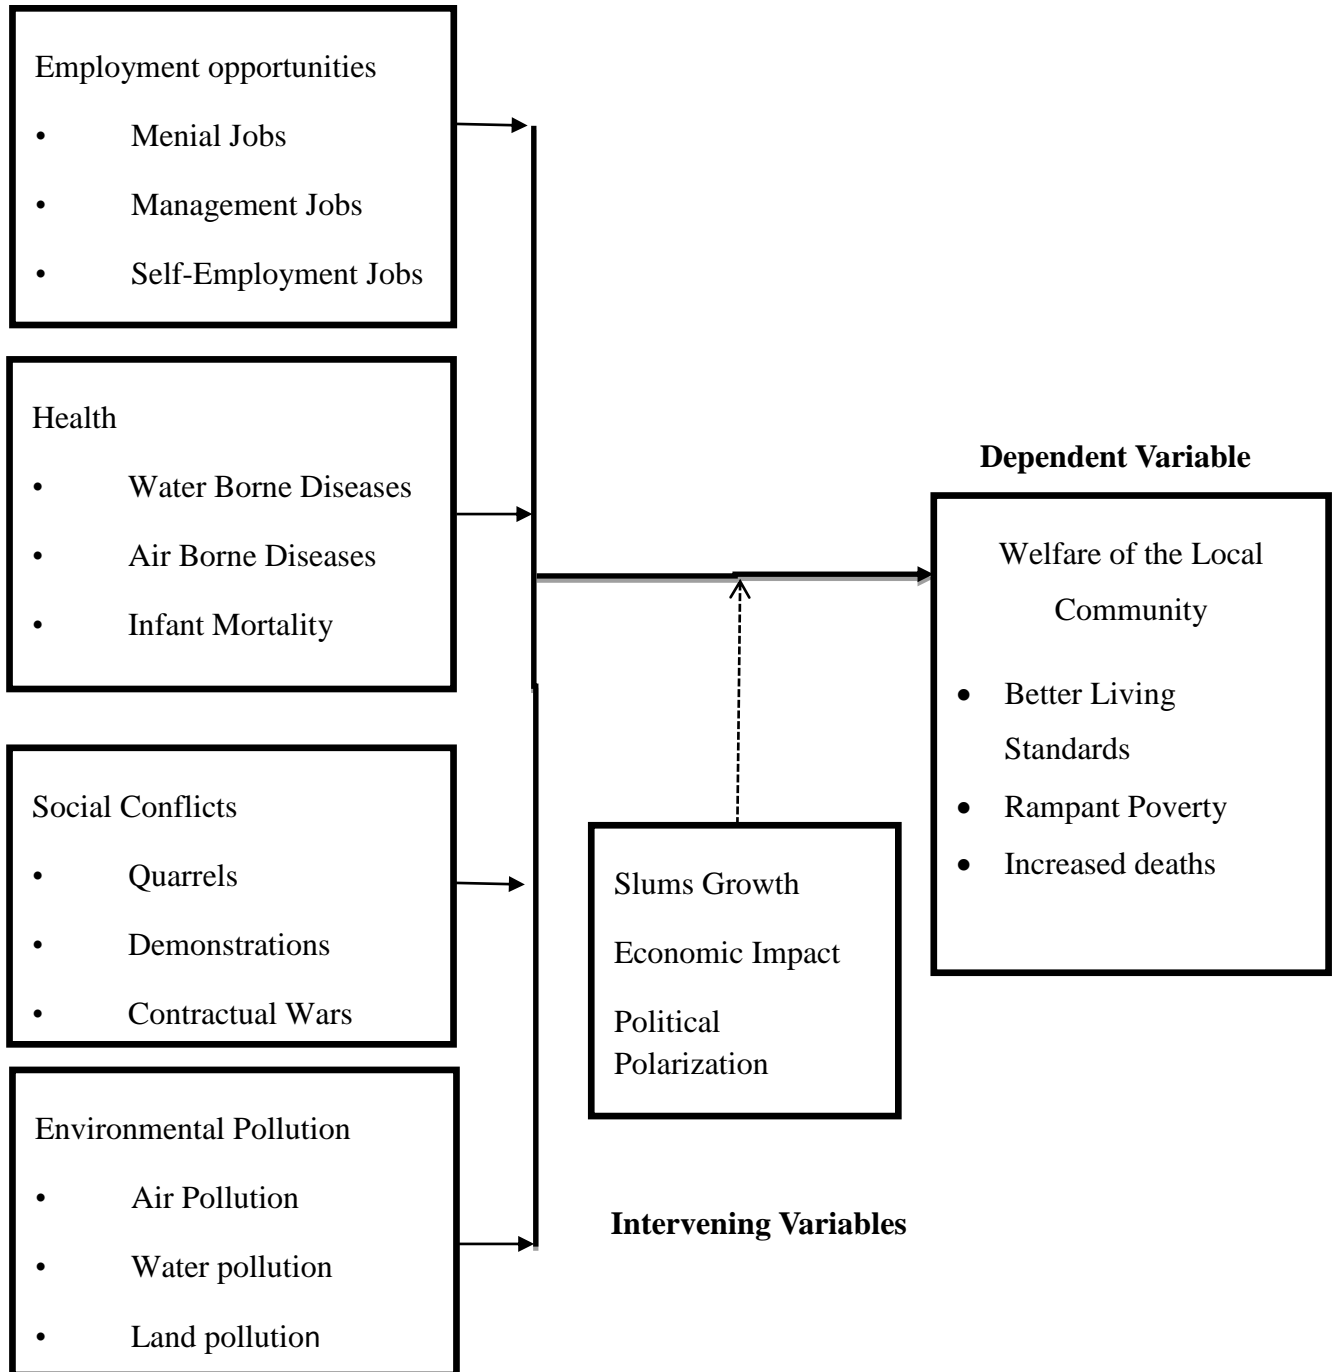 Employment opportunities
• Menial Jobs
• Management Jobs
• Self-Employment Jobs
Health
• Water Borne Diseases
• Air Borne Diseases
• Infant Mortality
Social Conflicts
• Quarrels
• Demonstrations
• Contractual Wars
Environmental Pollution
• Air Pollution
• Water pollution
• Land pollution
Slums Growth
Economic Impact
Political
Polarization
Intervening Variables
Dependent Variable
Welfare of the Local
Community
• Better Living
Standards
• Rampant Poverty
• Increased deaths